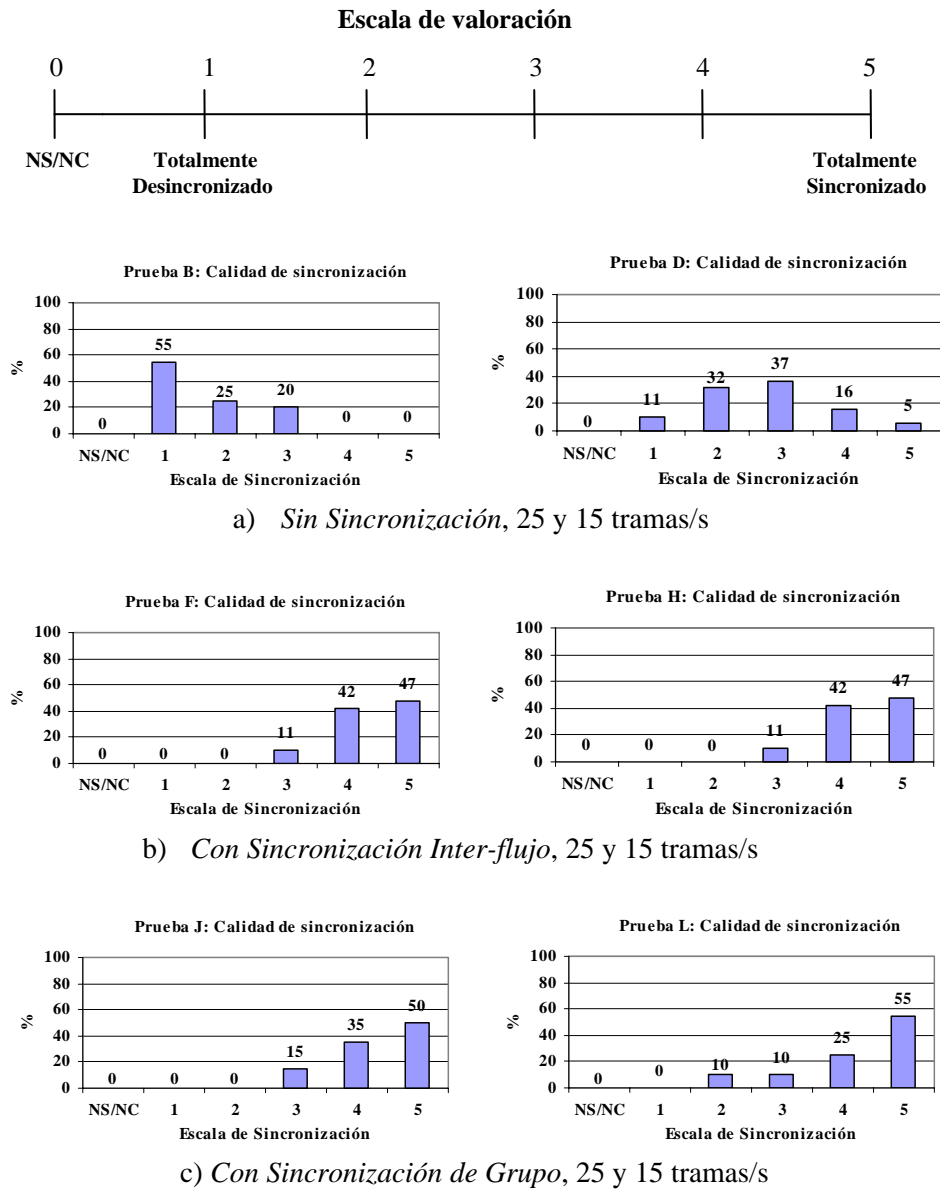 Escala de valoración
0 1 2 3 4 5
NS/NC Totalmente Desincronizado Totalmente Sincronizado
Prueba B: Calidad de sincronización
100
80
60
40
20
0
%
0 55 25 20 0 0
NS/NC 1 2 3 4 5
Escala de Sincronización
Prueba D: Calidad de sincronización
100
80
60
40
20
0
%
0 11 32 37 16 5
NS/NC 1 2 3 4 5
Escala de Sincronización
a) Sin Sincronización, 25 y 15 tramas/s
Prueba F: Calidad de sincronización
100
80
60
40
20
0
%
0 0 0 11 42 47
NS/NC 1 2 3 4 5
Escala de Sincronización
Prueba H: Calidad de sincronización
100
80
60
40
20
0
%
0 0 0 11 42 47
NS/NC 1 2 3 4 5
Escala de Sincronización
b) Con Sincronización Inter-flujo, 25 y 15 tramas/s
Prueba J: Calidad de sincronización
100
80
60
40
20
0
%
0 0 0 15 35 50
NS/NC 1 2 3 4 5
Escala de Sincronización
Prueba L: Calidad de sincronización
100
80
60
40
20
0
%
0 0 10 10 25 55
NS/NC 1 2 3 4 5
Escala de Sincronización
c) Con Sincronización de Grupo, 25 y 15 tramas/s